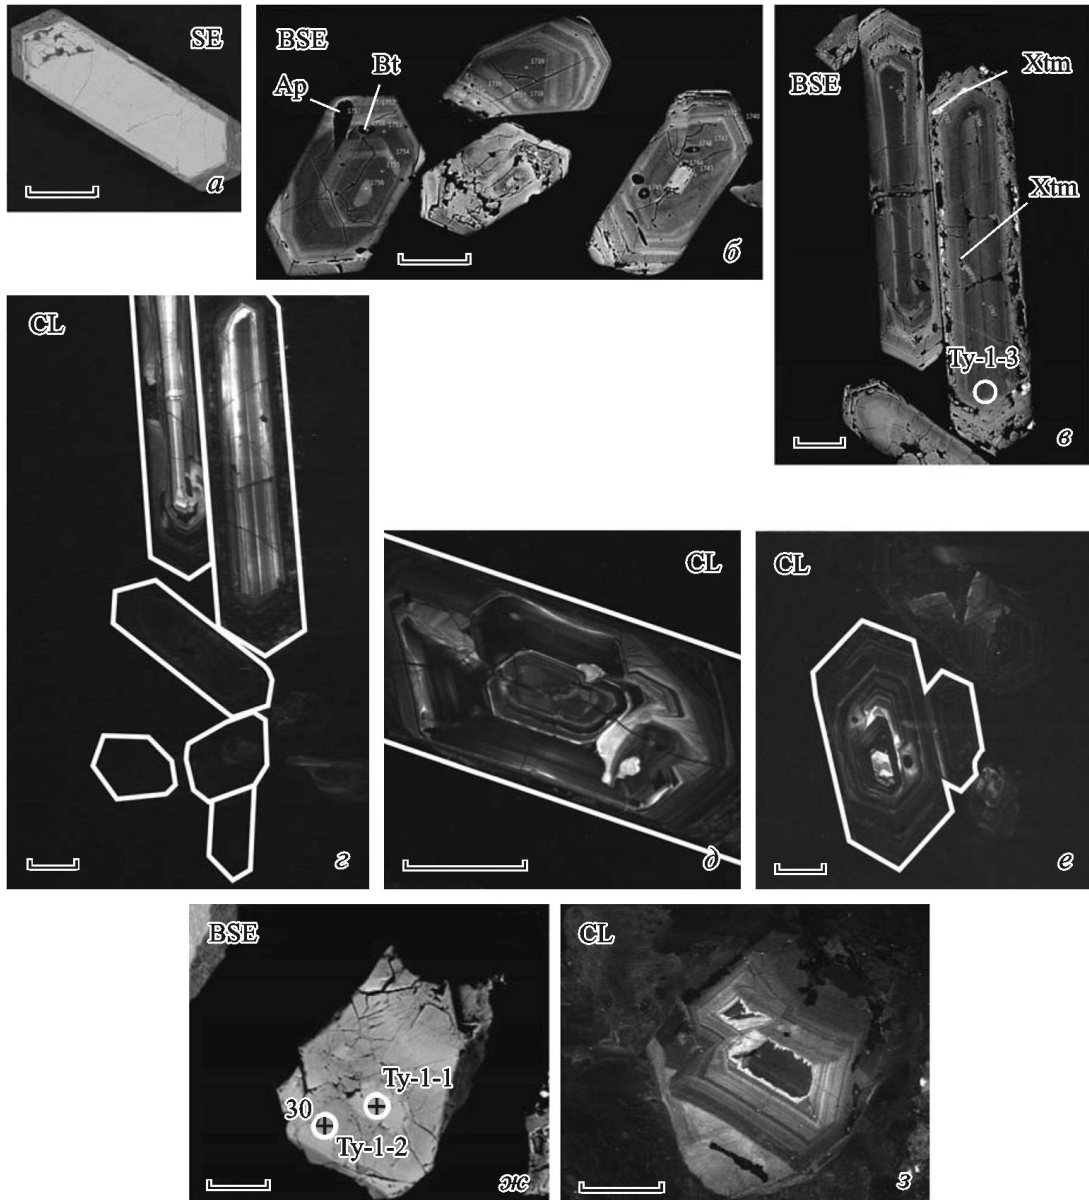 SE
а
BSE
Ap
Bt
б
BSE
Xtm
Xtm
Ty-1-3
в
CL
г
CL
д
CL
е
BSE
Ty-1-1
30
Ty-1-2
ж
CL
з